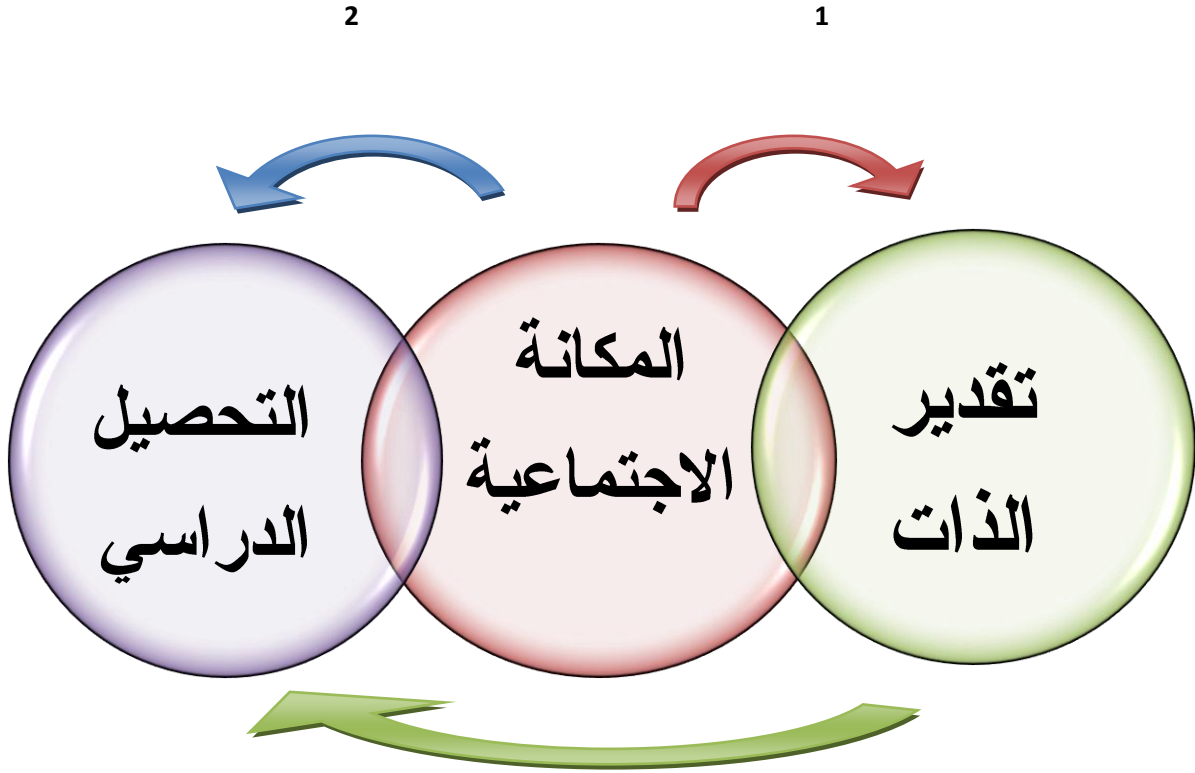 1
2
تقدير
الذات
المكانة
الاجتماعية
التحصيل
الدراسي